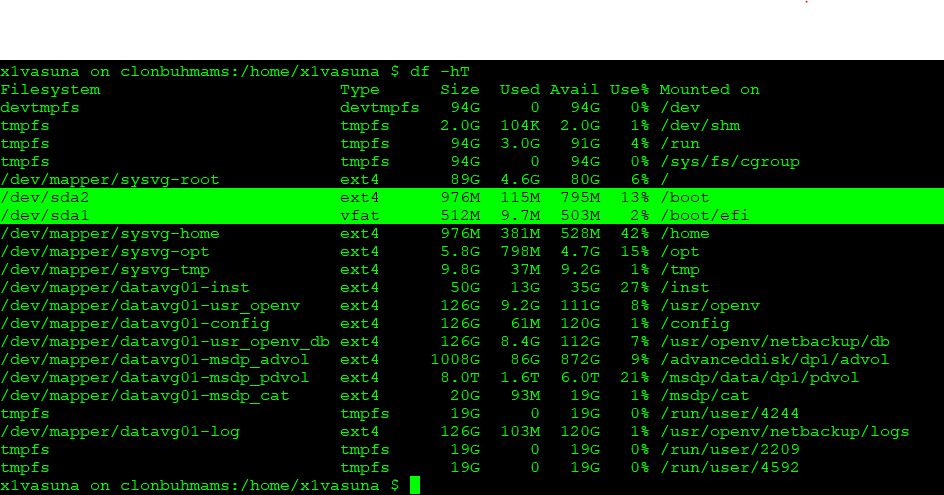 x1vasuna on clonbuhmams:/home/x1vasuna $ df -hT
Filesystem Type Size Used Avail Use% Mounted on
devtmpfs devtmpfs 94G 0 94G 0% /dev
tmpfs tmpfs 2.0G 104K 2.0G 1% /dev/shm
tmpfs tmpfs 94G 3.0G 91G 4% /run
tmpfs tmpfs 94G 0 94G 0% /sys/fs/cgroup
/dev/mapper/sysvg-root ext4 89G 4.6G 80G 6% /
/dev/sda2 ext4 976M 115M 795M 13% /boot
/dev/sda1 vfat 512M 9.7M 503M 2% /boot/efi
/dev/mapper/sysvg-home ext4 976M 381M 528M 42% /home
/dev/mapper/sysvg-opt ext4 5.8G 798M 4.7G 15% /opt
/dev/mapper/sysvg-tmp ext4 9.8G 37M 9.2G 1% /tmp
/dev/mapper/datavg01-inst ext4 50G 13G 35G 27% /inst
/dev/mapper/datavg01-usr_openv ext4 126G 9.2G 111G 8% /usr/openv
/dev/mapper/datavg01-config ext4 126G 61M 120G 1% /config
/dev/mapper/datavg01-usr_openv_db ext4 126G 8.4G 112G 7% /usr/openv/netbackup/db
/dev/mapper/datavg01-msdp_advol ext4 1008G 86G 872G 9% /advanceddisk/dp1/advol
/dev/mapper/datavg01-msdp_pdvol ext4 8.0T 1.6T 6.0T 21% /msdp/data/dp1/pdvol
/dev/mapper/datavg01-msdp_cat ext4 20G 93M 19G 1% /msdp/cat
tmpfs tmpfs 19G 0 19G 0% /run/user/4244
/dev/mapper/datavg01-log ext4 126G 103M 120G 1% /usr/openv/netbackup/logs
tmpfs tmpfs 19G 0 19G 0% /run/user/2209
tmpfs tmpfs 19G 0 19G 0% /run/user/4592
x1vasuna on clonbuhmams:/home/x1vasuna $